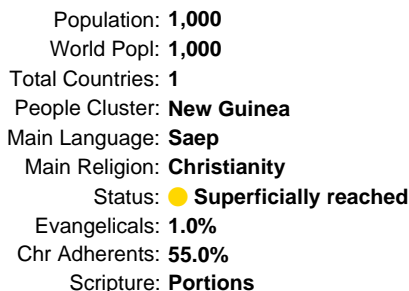 Population: 1,000
World Popl: 1,000
Total Countries: 1
People Cluster: New Guinea
Main Language: Saep
Main Religion: Christianity
Status: Superficially reached
Evangelicals: 1.0%
Chr Adherents: 55.0%
Scripture: Portions